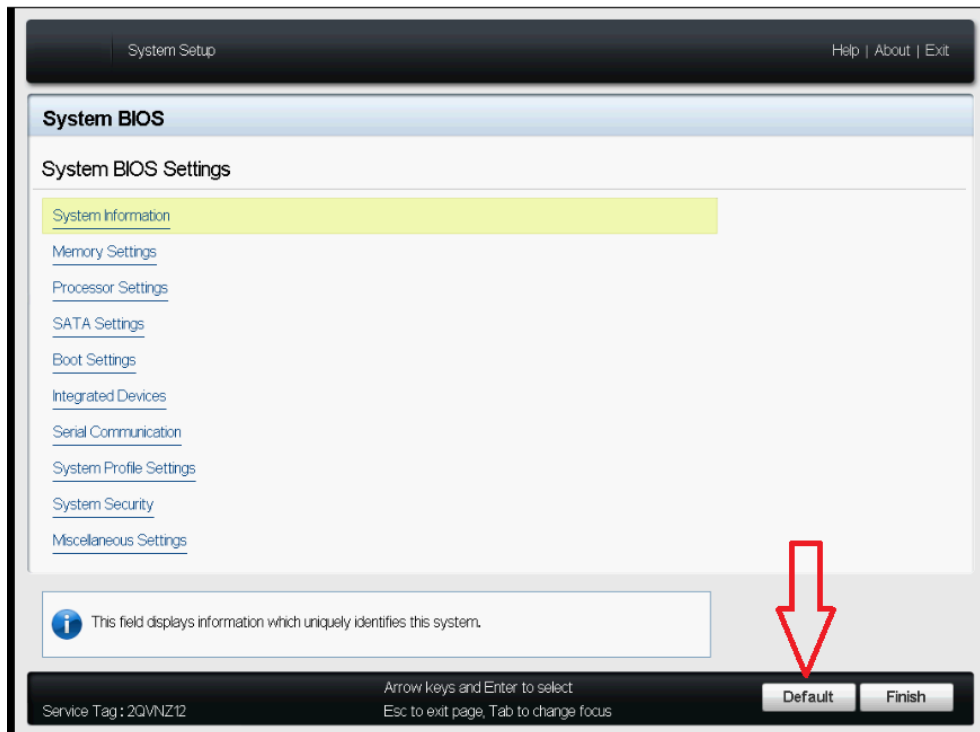 System Setup
Help | About | Exit
System BIOS
System BIOS Settings
System Information
Memory Settings
Processor Settings
SATA Settings
Boot Settings
Integrated Devices
Serial Communication
System Profile Settings
System Security
Miscellaneous Settings
This field displays information which uniquely identifies this system.
Arrow keys and Enter to select
Service Tag : 2QVNZ12
Esc to exit page, Tab to change focus
Default
Finish